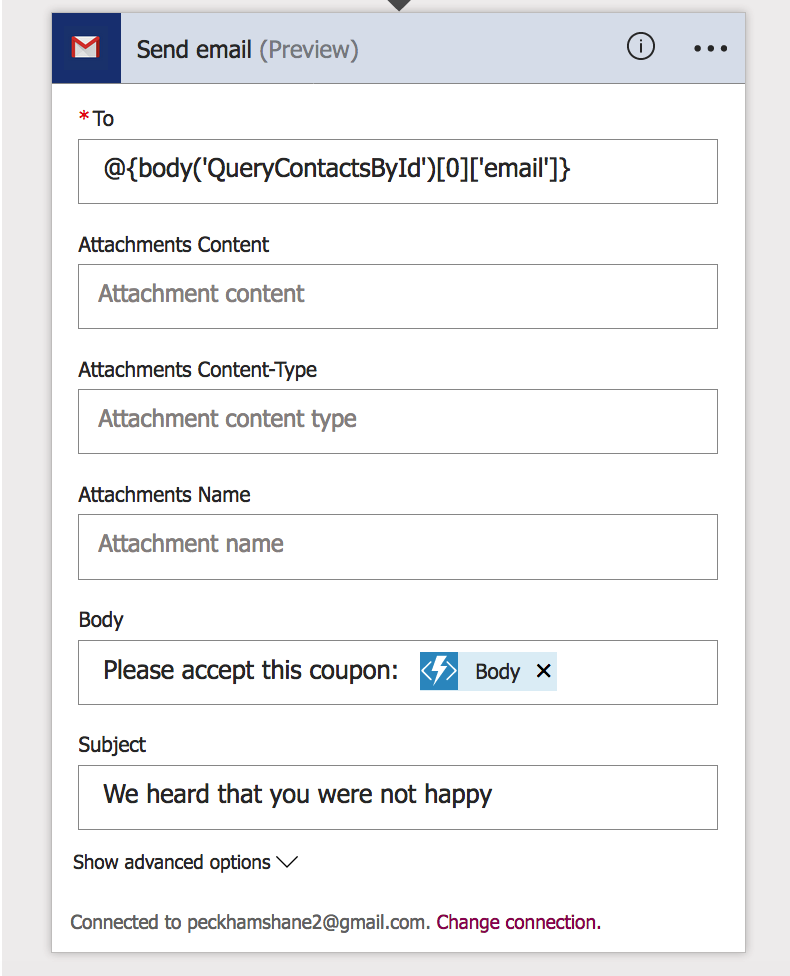 Send email (Preview)
*To
@{body('QueryContactsById')[0]['email']}
Attachments Content
Attachment content
Attachments Content-Type
Attachment content type
Attachments Name
Attachment name
Body
Please accept this coupon: Body ×
Subject
We heard that you were not happy
Show advanced options
Connected to peckhamshane2@gmail.com. Change connection.